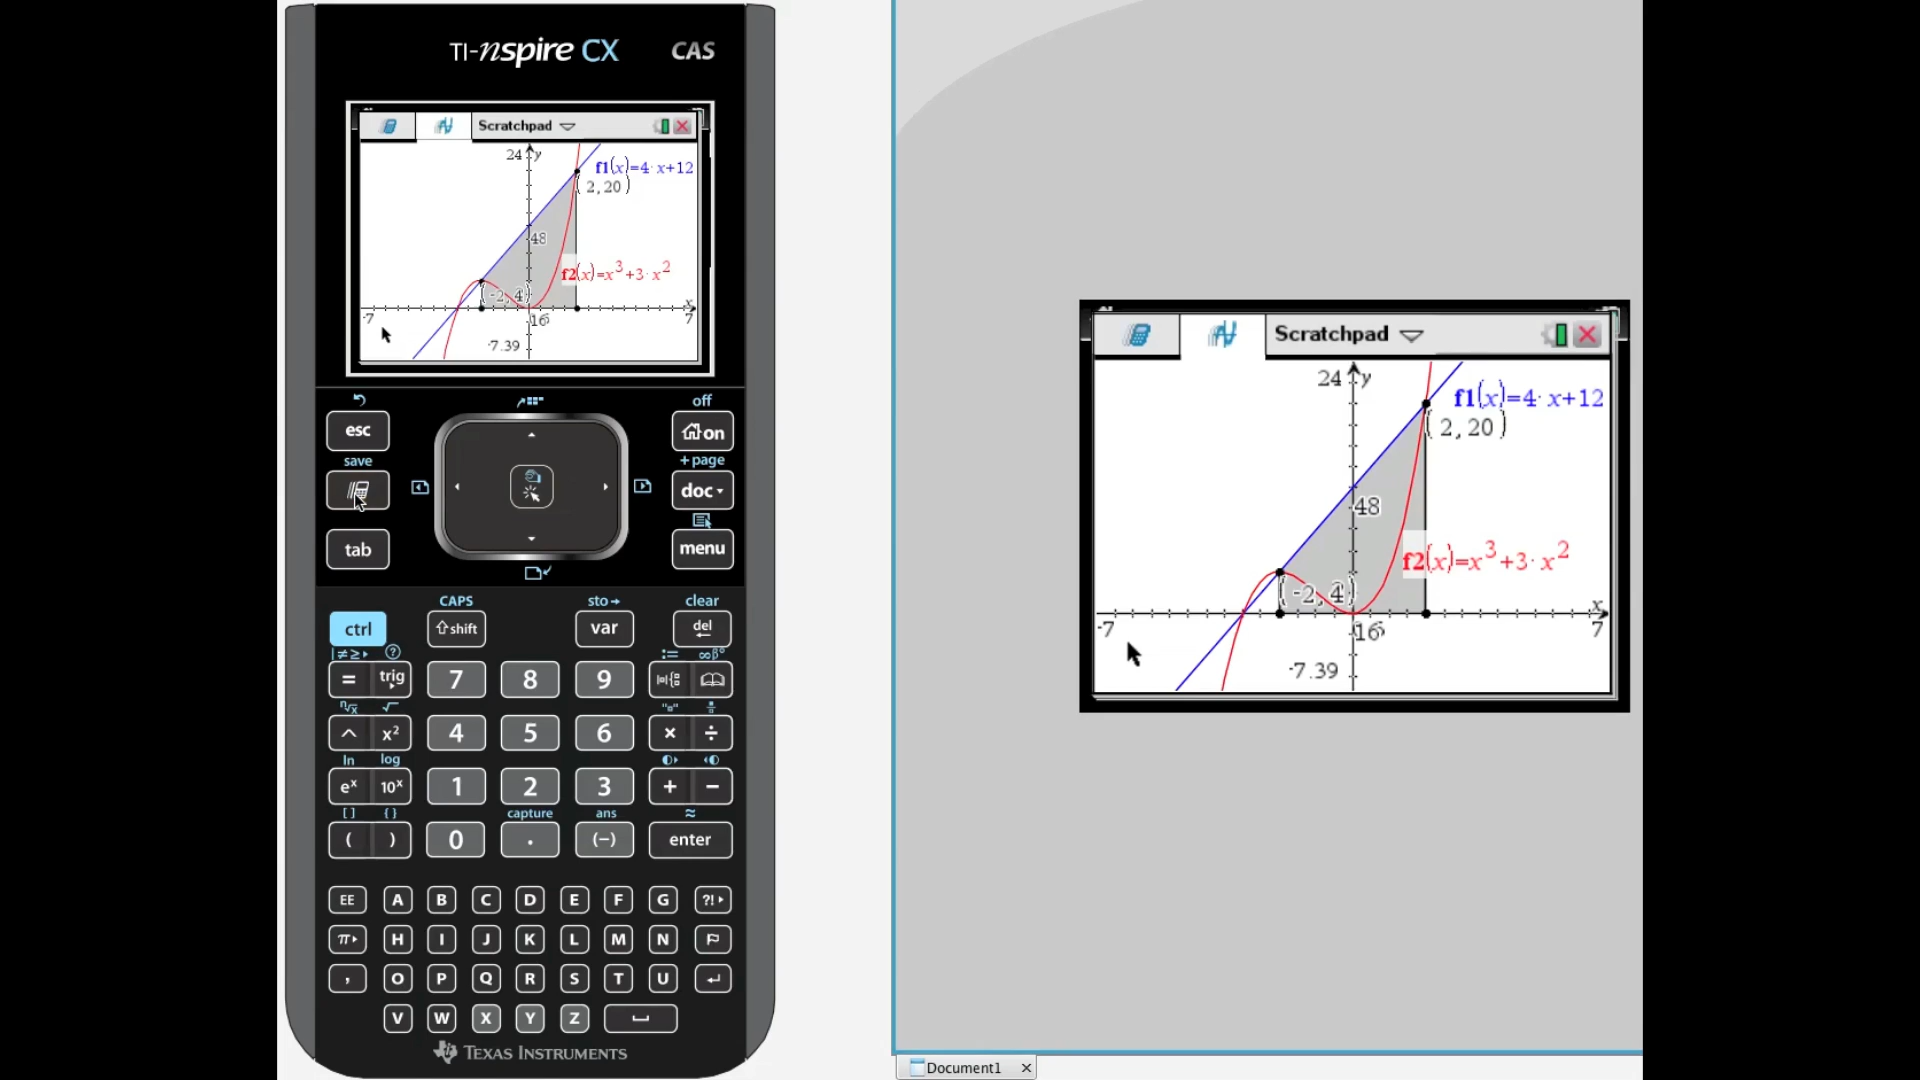 TI-nspire CX CAS
Scratchpad
24 y
f1(x)=4·x+12
(2,20)
48
f2(x)=x³+3·x²
(-2,4)
x
-7
16
7
-7.39
off
esc
on
save
+page
doc
tab
menu
CAPS sto→ clear
ctrl shift var del
|≠≥▸ ? := ∞β°
= trig 7 8 9
ⁿ√x √
^ x² 4 5 6 × ÷
ln log
eˣ 10ˣ 1 2 3 + −
[ ] { } capture ans ≈
( ) 0 . (−) enter
EE A B C D E F G ?!▸
π▸ H I J K L M N
, O P Q R S T U
V W X Y Z
TEXAS INSTRUMENTS
Scratchpad
24 y
f1(x)=4·x+12
(2,20)
48
f2(x)=x³+3·x²
(-2,4)
x
-7
16
7
-7.39
Document1